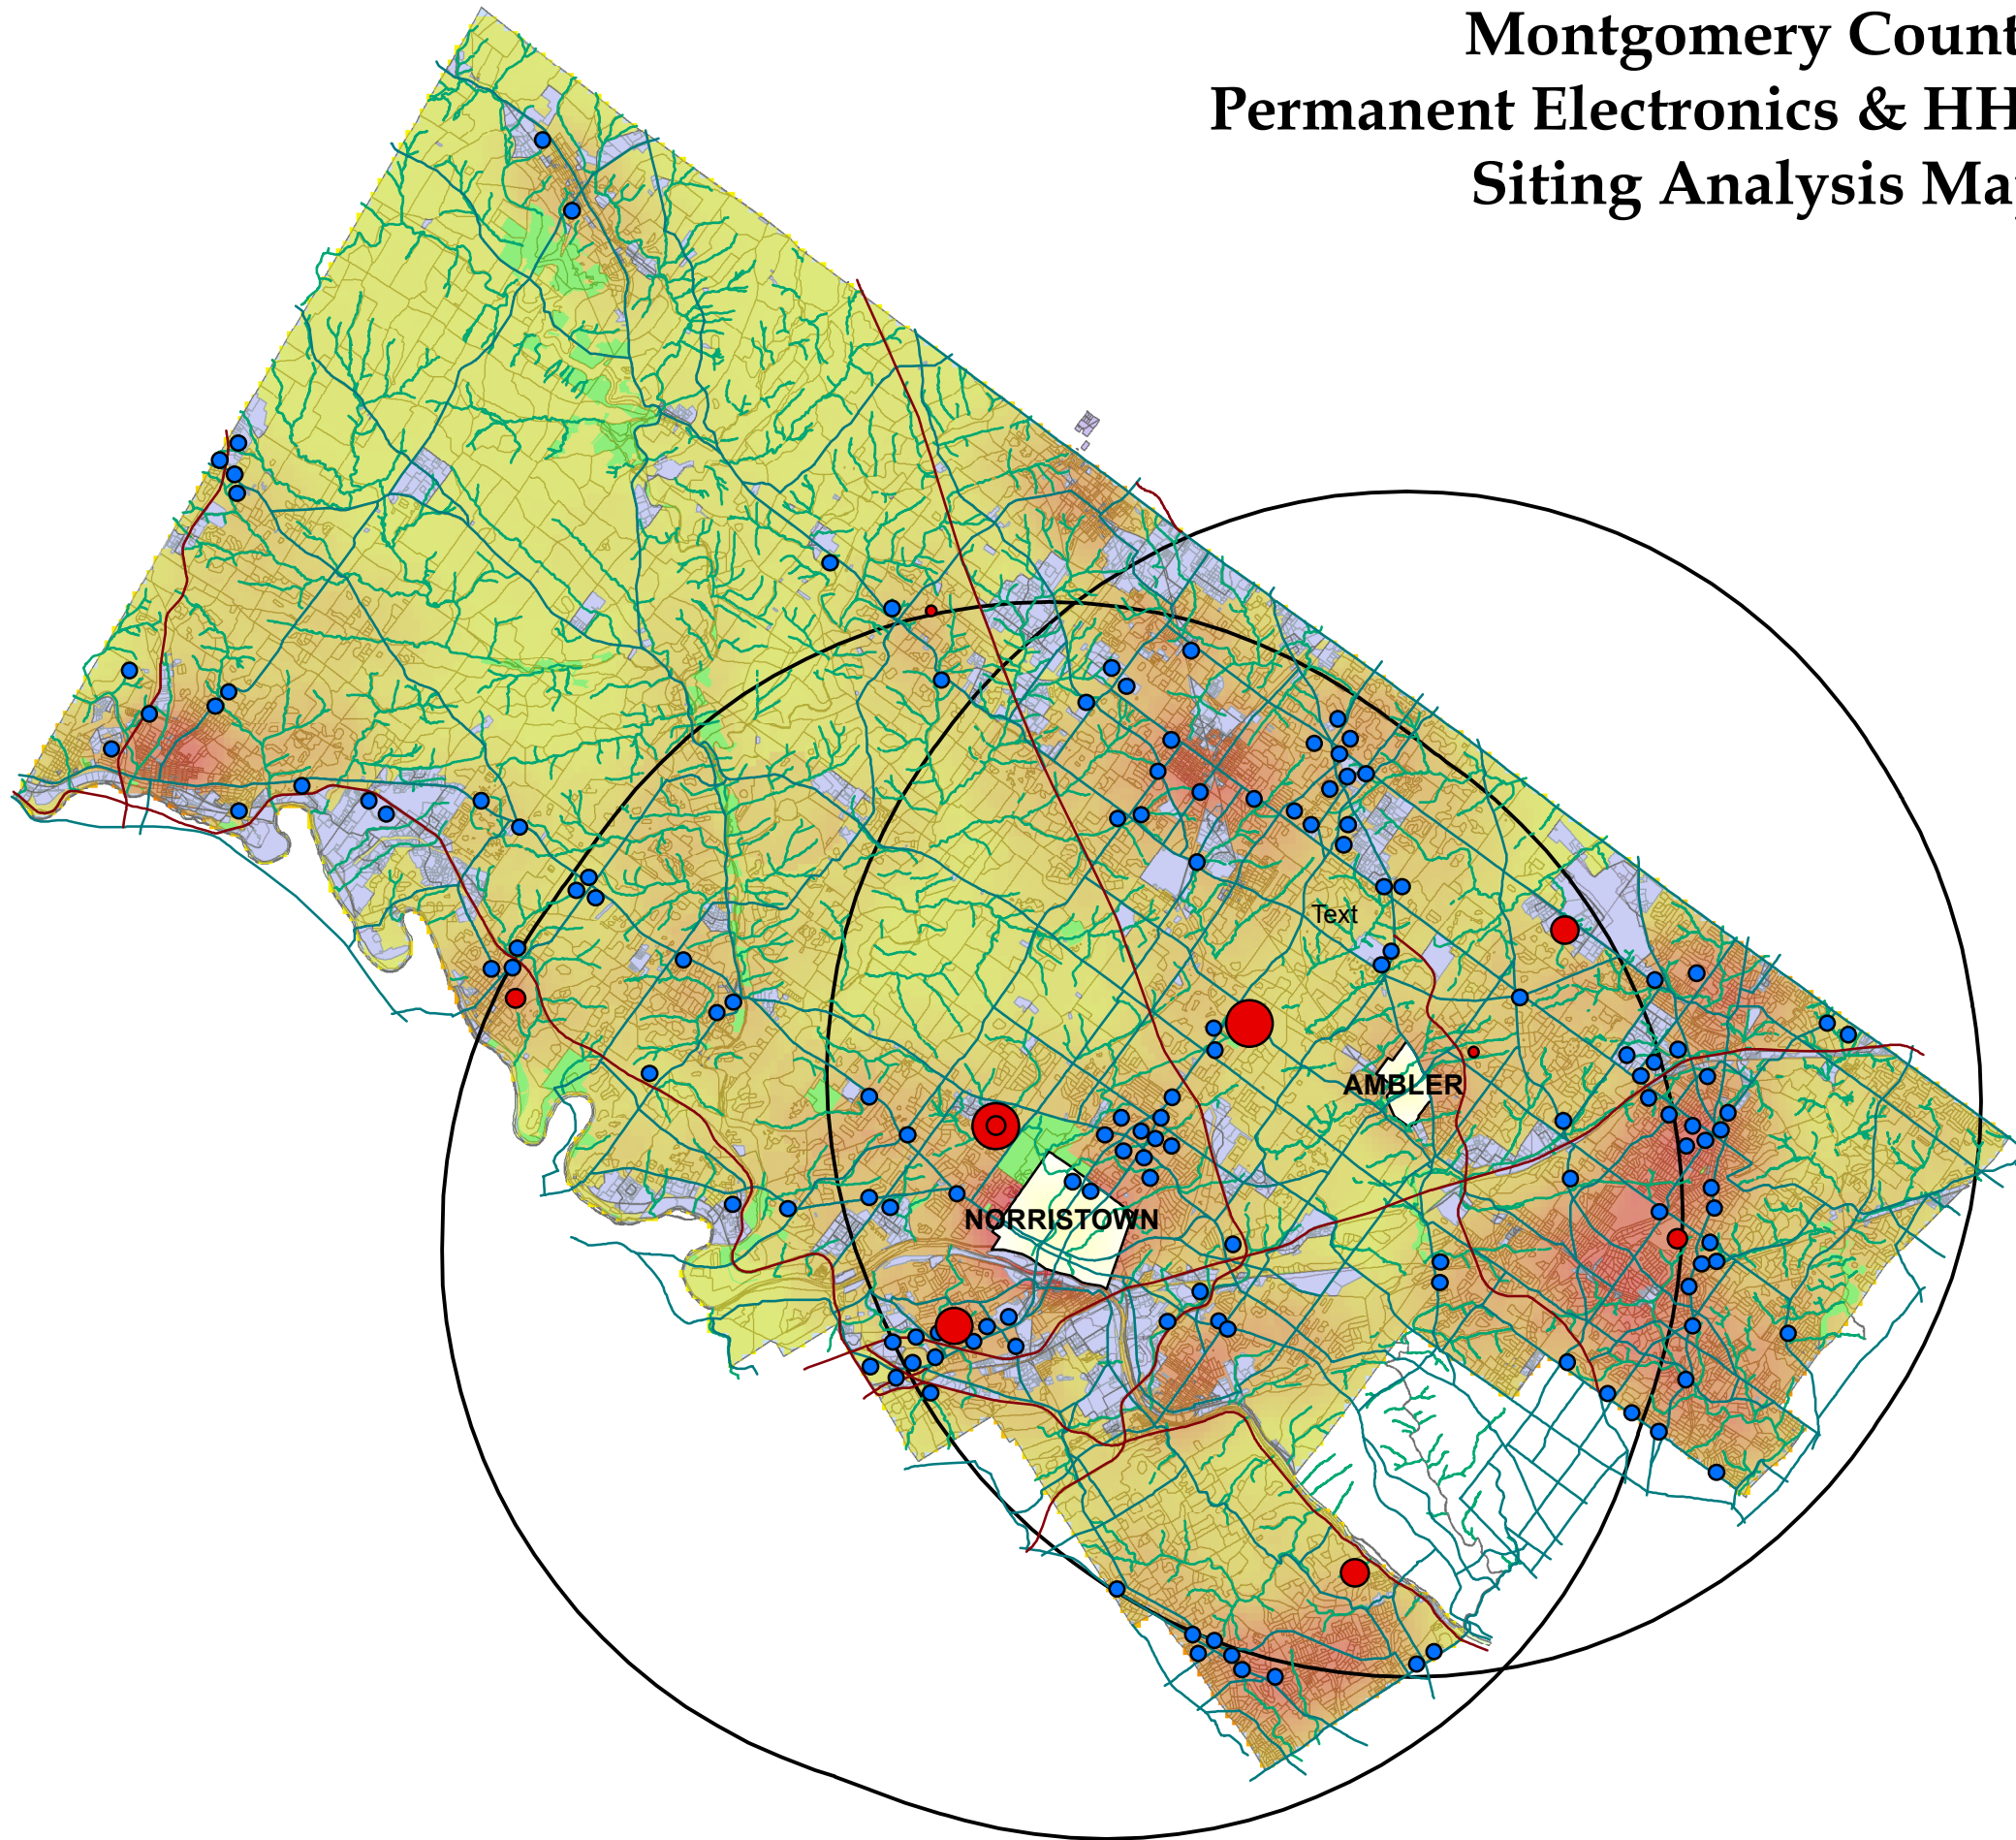 Montgomery Count
Permanent Electronics & HH
Siting Analysis Ma
Text
AMBLER
NORRISTOWN